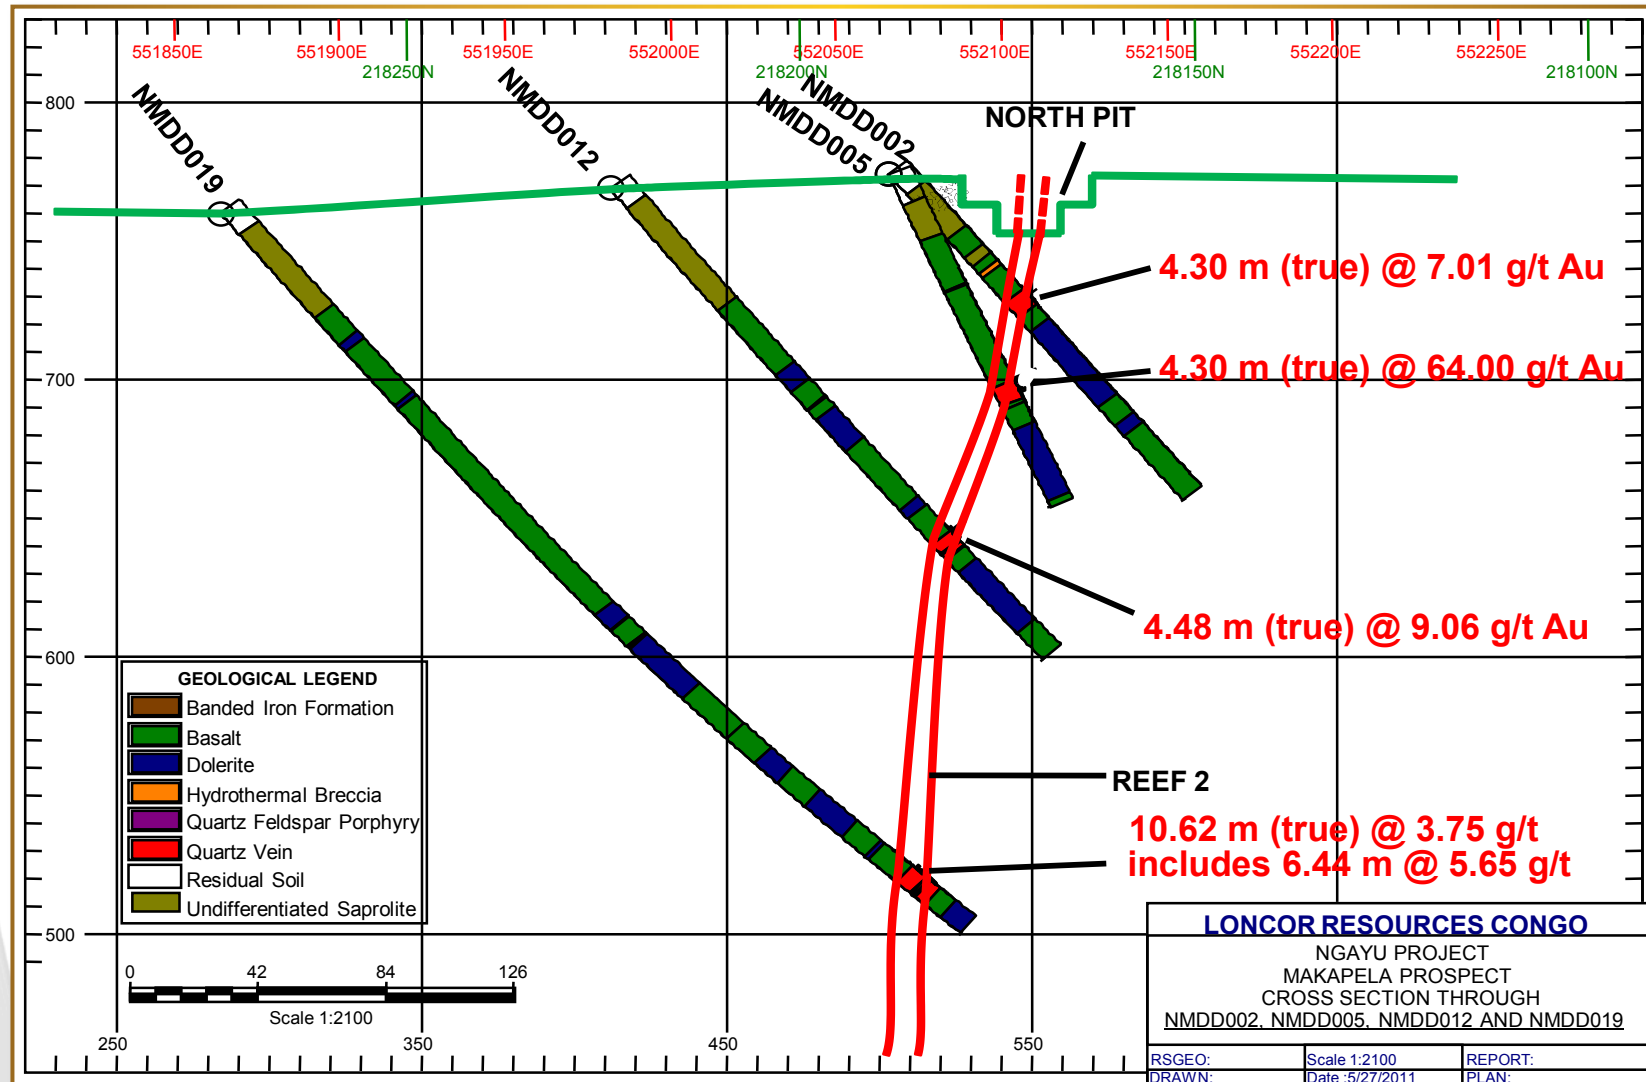 551850E 551900E 551950E 552000E 552050E 552100E 552150E 552200E 552250E
218250N 218200N 218150N 218100N
NMDD019
NMDD012
NMDD005
NMDD002
NORTH PIT
800
700
600
500
4.30 m (true) @ 7.01 g/t Au
4.30 m (true) @ 64.00 g/t Au
4.48 m (true) @ 9.06 g/t Au
REEF 2
10.62 m (true) @ 3.75 g/t
includes 6.44 m @ 5.65 g/t
GEOLOGICAL LEGEND
Banded Iron Formation
Basalt
Dolerite
Hydrothermal Breccia
Quartz Feldspar Porphyry
Quartz Vein
Residual Soil
Undifferentiated Saprolite
0 42 84 126
Scale 1:2100
250 350 450 550
LONCOR RESOURCES CONGO
NGAYU PROJECT
MAKAPELA PROSPECT
CROSS SECTION THROUGH
NMDD002, NMDD005, NMDD012 AND NMDD019
RSGEO: Scale 1:2100 REPORT:
DRAWN: Date :5/27/2011 PLAN: